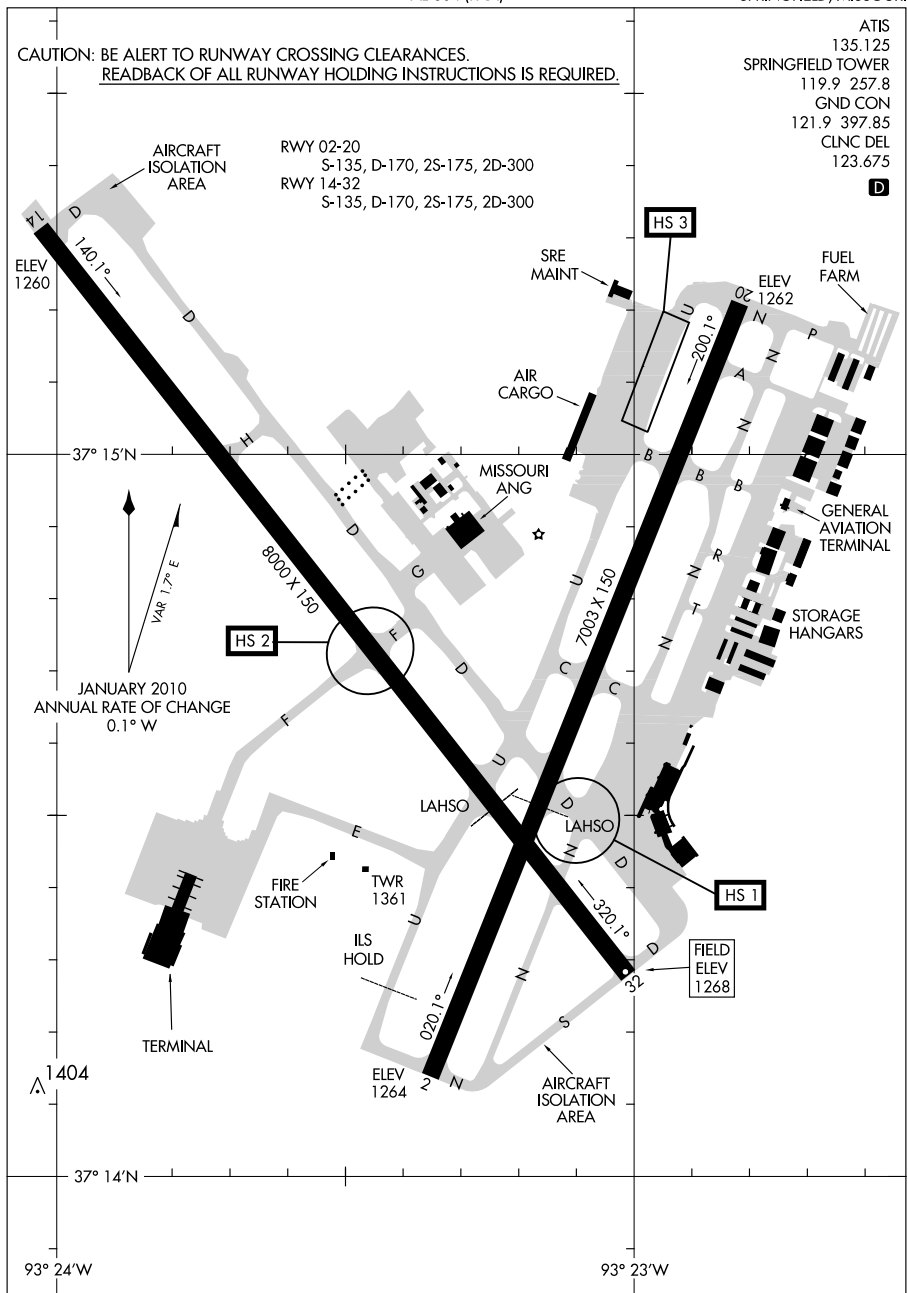 ATIS
135.125
SPRINGFIELD TOWER
119.9 257.8
GND CON
121.9 397.85
CLNC DEL
123.675
D
CAUTION: BE ALERT TO RUNWAY CROSSING CLEARANCES.
READBACK OF ALL RUNWAY HOLDING INSTRUCTIONS IS REQUIRED.
RWY 02-20
S-135, D-170, 2S-175, 2D-300
RWY 14-32
S-135, D-170, 2S-175, 2D-300
AIRCRAFT
ISOLATION
AREA
D
14
140.1°
ELEV
1260
D
HS 3
SRE
MAINT
U
20
ELEV
1262
FUEL
FARM
N
P
200.1°
N
N
A
AIR
CARGO
N
H
37° 15'N
B
B
B
MISSOURI
ANG
GENERAL
AVIATION
TERMINAL
D
G
8000 X 150
VAR 1.7° E
U
7003 X 150
R
N
T
N
STORAGE
HANGARS
HS 2
F
D
C
C
JANUARY 2010
ANNUAL RATE OF CHANGE
0.1° W
F
U
LAHSO
D
LAHSO
E
N
D
FIRE
STATION
TWR
1361
HS 1
U
320.1°
ILS
HOLD
D
FIELD
ELEV
1268
N
32
020.1°
S
TERMINAL
1404
ELEV
1264
2
N
AIRCRAFT
ISOLATION
AREA
37° 14'N
93° 24'W
93° 23'W